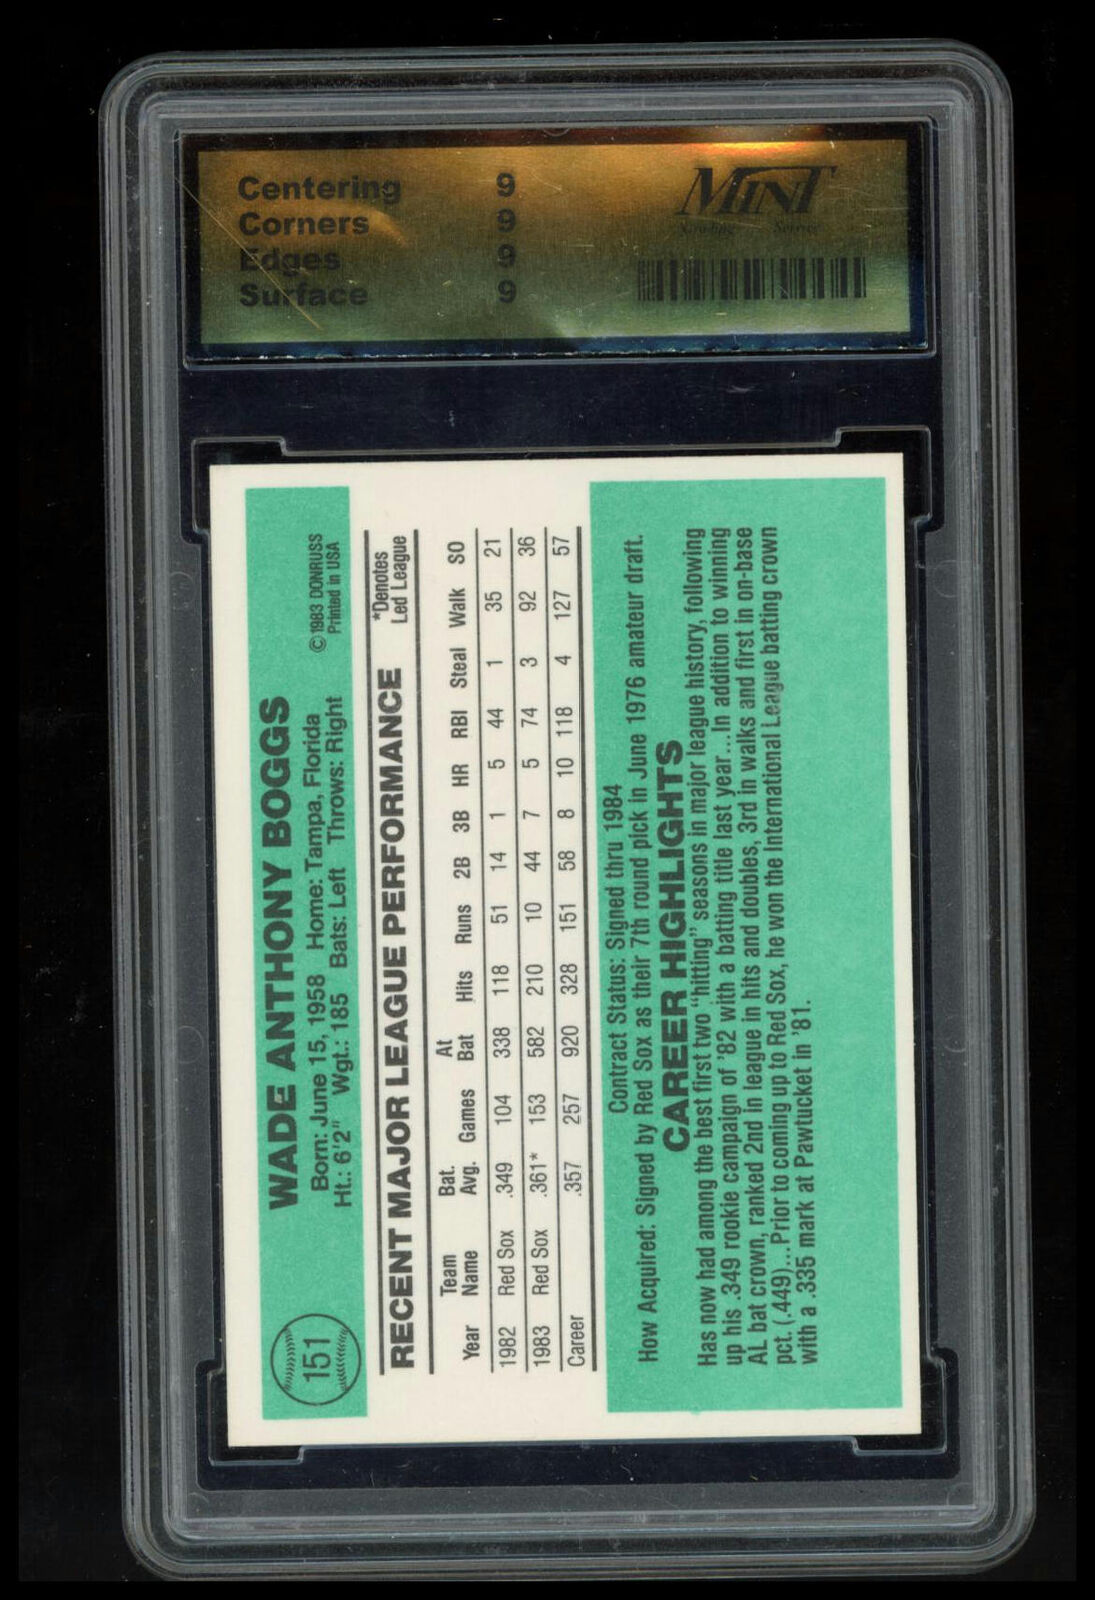 Centering 9
Corners 9
Edges 9
Surface 9
MINT
151
WADE ANTHONY BOGGS
Born: June 15, 1958 Home: Tampa, Florida
Ht.: 6'2" Wgt.: 185 Bats: Left Throws: Right
© 1983 DONRUSS
Printed in USA
RECENT MAJOR LEAGUE PERFORMANCE
*Denotes
Led League
Year Team Name Bat. Avg. Games At Bat Hits Runs 2B 3B HR RBI Steal Walk SO
1982 Red Sox .349 104 338 118 51 14 1 5 44 1 35 21
1983 Red Sox .361* 153 582 210 10 44 7 5 74 3 92 36
Career .357 257 920 328 151 58 8 10 118 4 127 57
Contract Status: Signed thru 1984
How Acquired: Signed by Red Sox as their 7th round pick in June 1976 amateur draft.
CAREER HIGHLIGHTS
Has now had among the best first two "hitting" seasons in major league history, following
up his .349 rookie campaign of '82 with a batting title last year...In addition to winning
AL bat crown, ranked 2nd in league in hits and doubles, 3rd in walks and first in on-base
pct. (.449)...Prior to coming up to Red Sox, he won the International League batting crown
with a .335 mark at Pawtucket in '81.